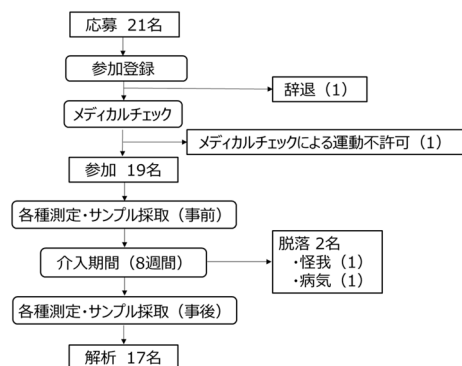 応募 21名
参加登録
辞退（1）
メディカルチェック
メディカルチェックによる運動不許可（1）
参加 19名
各種測定・サンプル採取（事前）
介入期間（8週間）
脱落 2名
・怪我（1）
・病気（1）
各種測定・サンプル採取（事後）
解析 17名